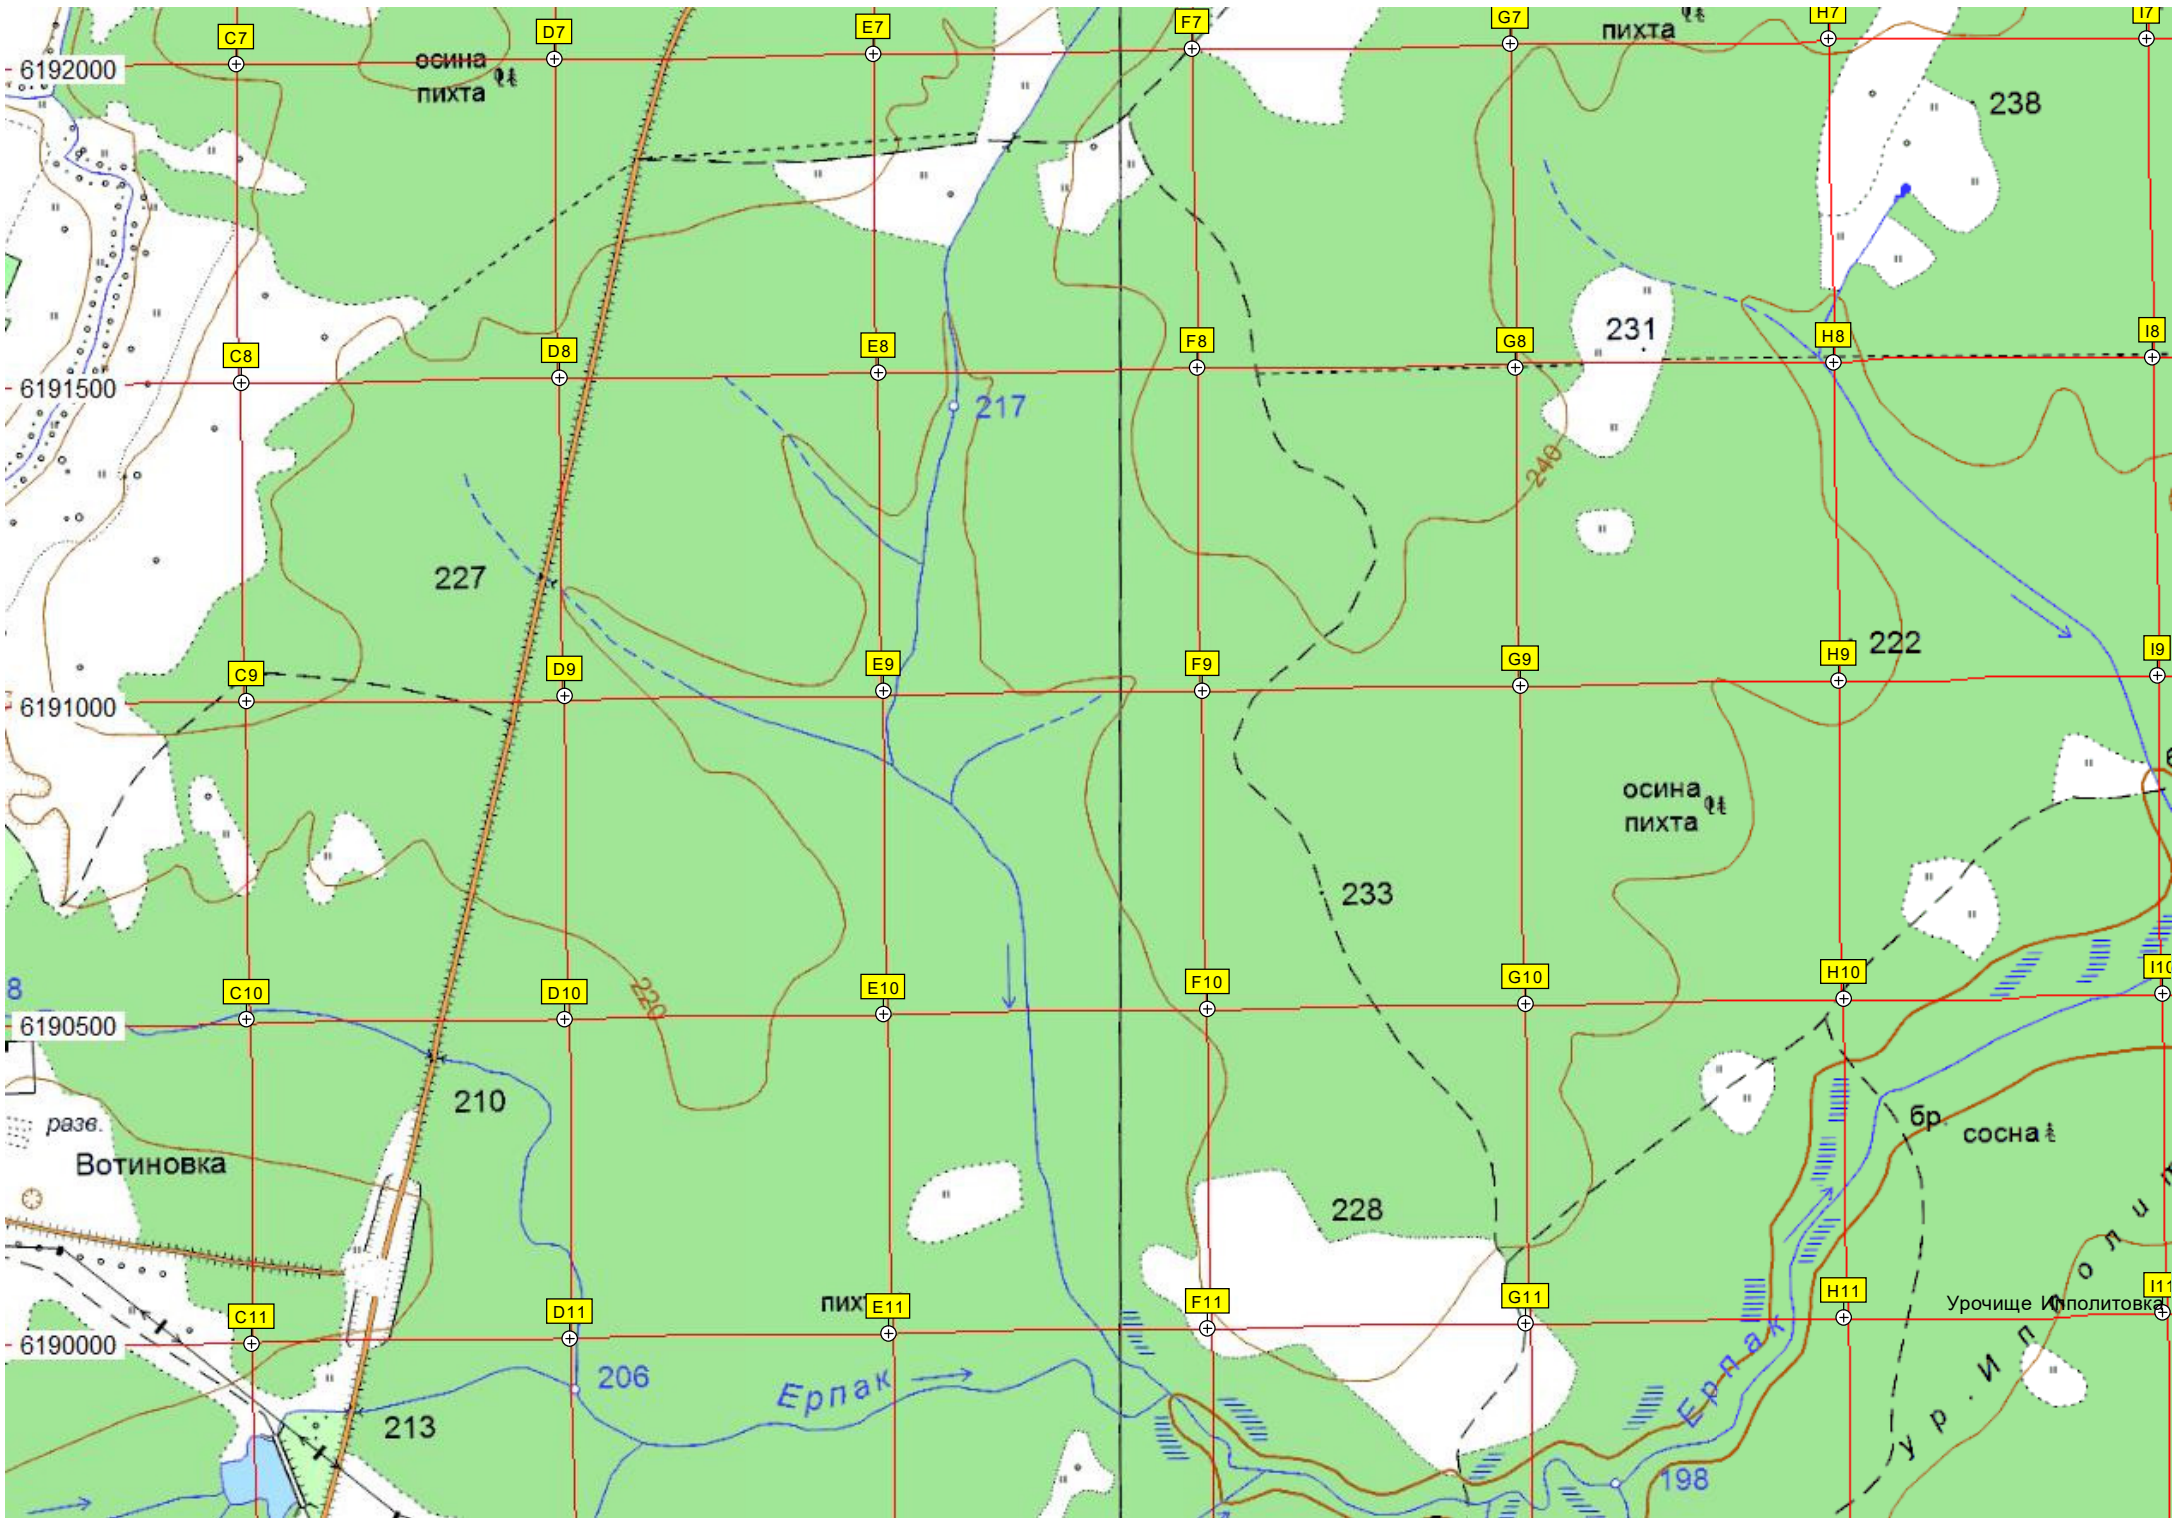 C7
D7
E7
F7
G7
H7
I7
6192000
осина
пихта
пихта
238
C8
D8
E8
F8
G8
H8
I8
231
6191500
217
240
227
222
C9
D9
E9
F9
G9
H9
I9
6191000
осина
пихта
233
220
C10
D10
E10
F10
G10
H10
I10
8
6190500
210
разв.
Вотиновка
бр.
сосна
228
пих
C11
D11
E11
F11
G11
H11
I11
Урочище Ипполитовка
6190000
206
Ерпак
Ерпак
213
198
ур. Ипполит